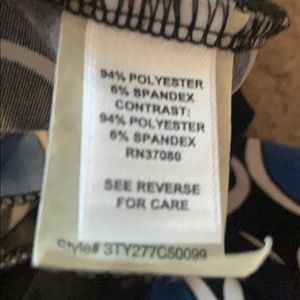 94% POLYESTER
6% SPANDEX
CONTRAST:
94% POLYESTER
6% SPANDEX
RN37080
SEE REVERSE
FOR CARE
Style# 3TY277C50099